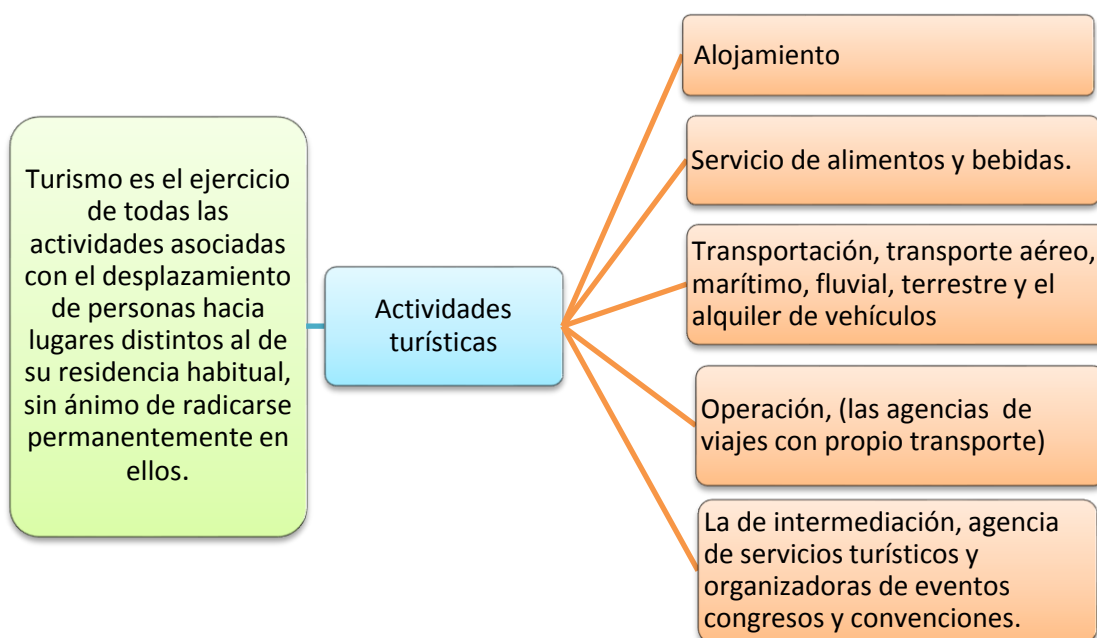 Turismo es el ejercicio
de todas las
actividades asociadas
con el desplazamiento
de personas hacia
lugares distintos al de
su residencia habitual,
sin ánimo de radicarse
permanentemente en
ellos.
Actividades
turísticas
Alojamiento
Servicio de alimentos y bebidas.
Transportación, transporte aéreo,
marítimo, fluvial, terrestre y el
alquiler de vehículos
Operación, (las agencias de
viajes con propio transporte)
La de intermediación, agencia
de servicios turísticos y
organizadoras de eventos
congresos y convenciones.